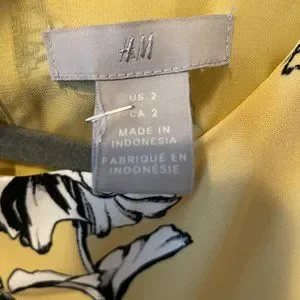 H&M
US 2
CA 2
MADE IN
INDONESIA
FABRIQUÉ EN
INDONÉSIE